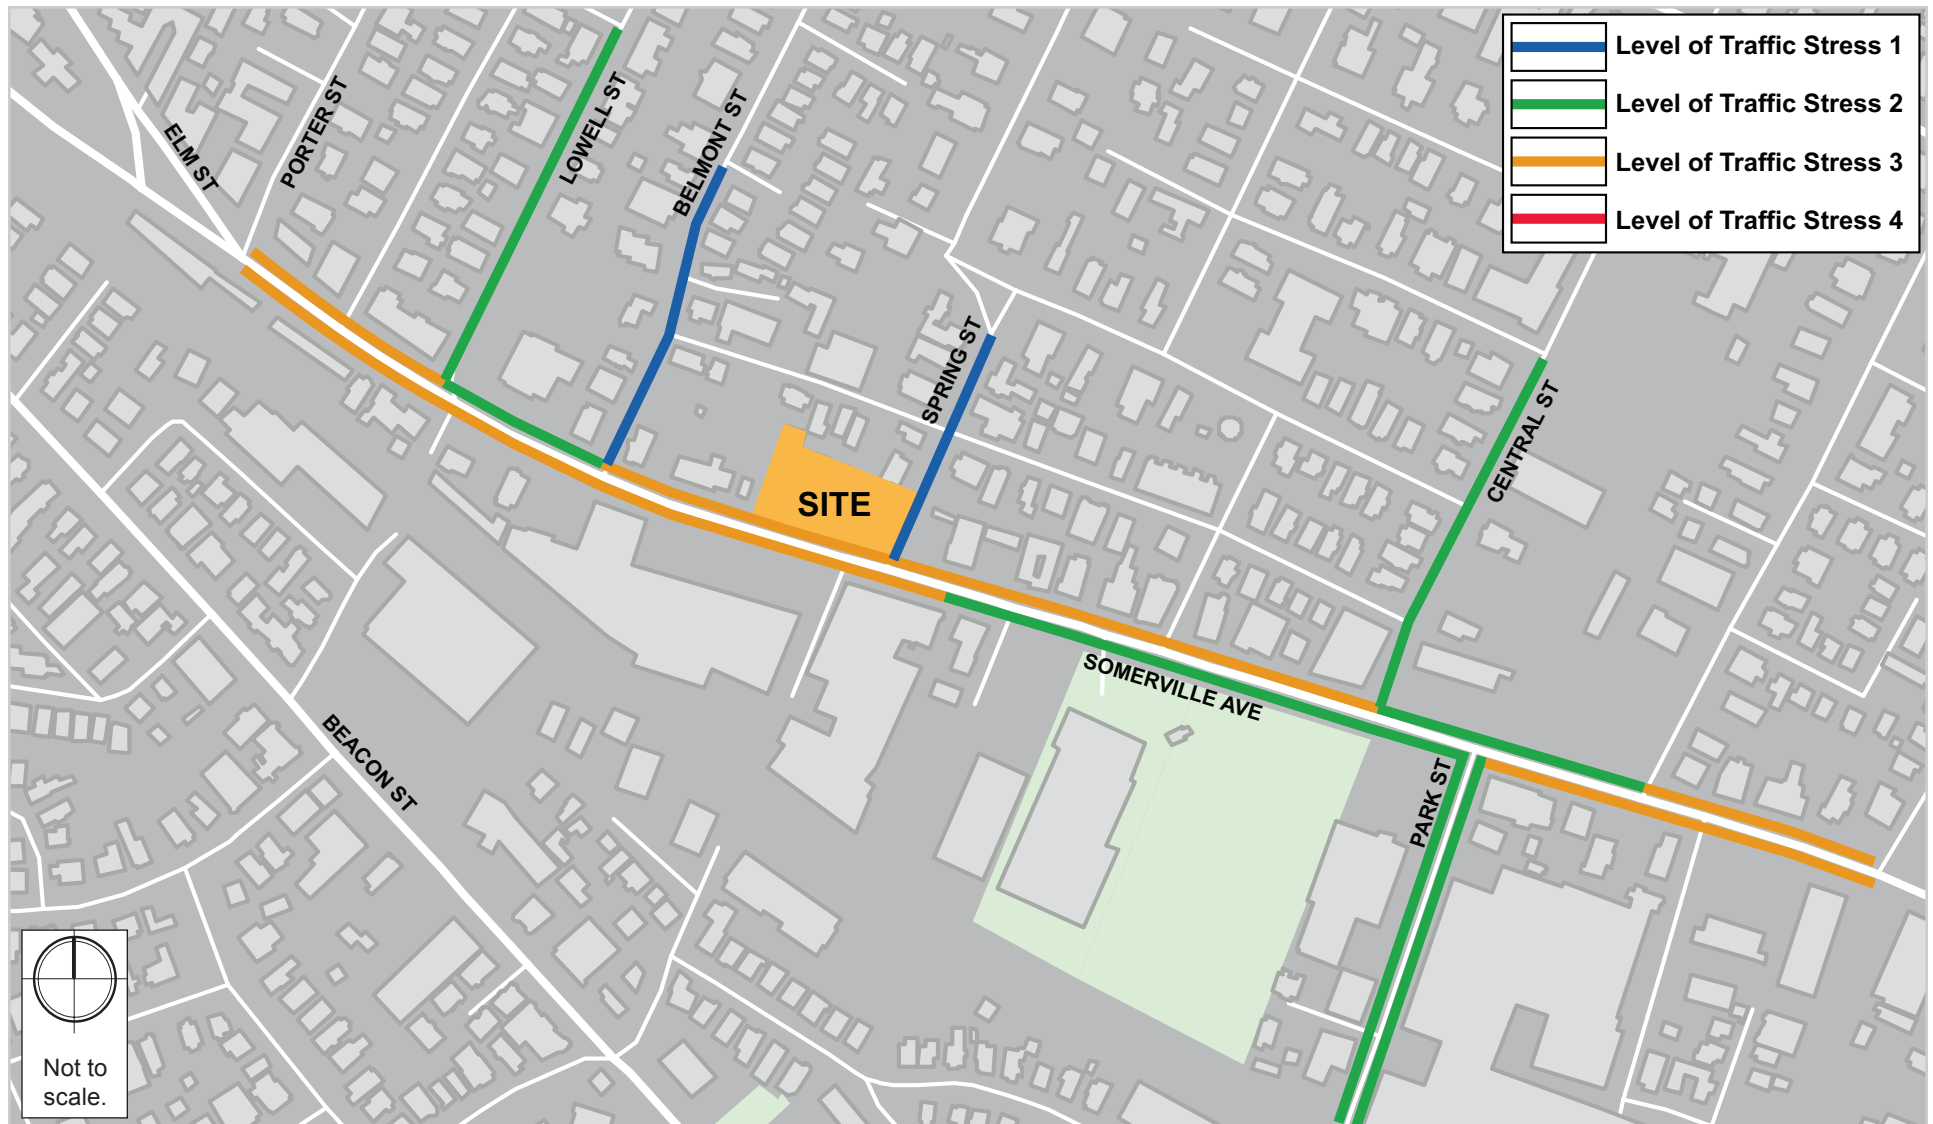 Level of Traffic Stress 1
Level of Traffic Stress 2
Level of Traffic Stress 3
Level of Traffic Stress 4
ELM ST
PORTER ST
LOWELL ST
BELMONT ST
SPRING ST
CENTRAL ST
SITE
SOMERVILLE AVE
BEACON ST
PARK ST
Not to
scale.